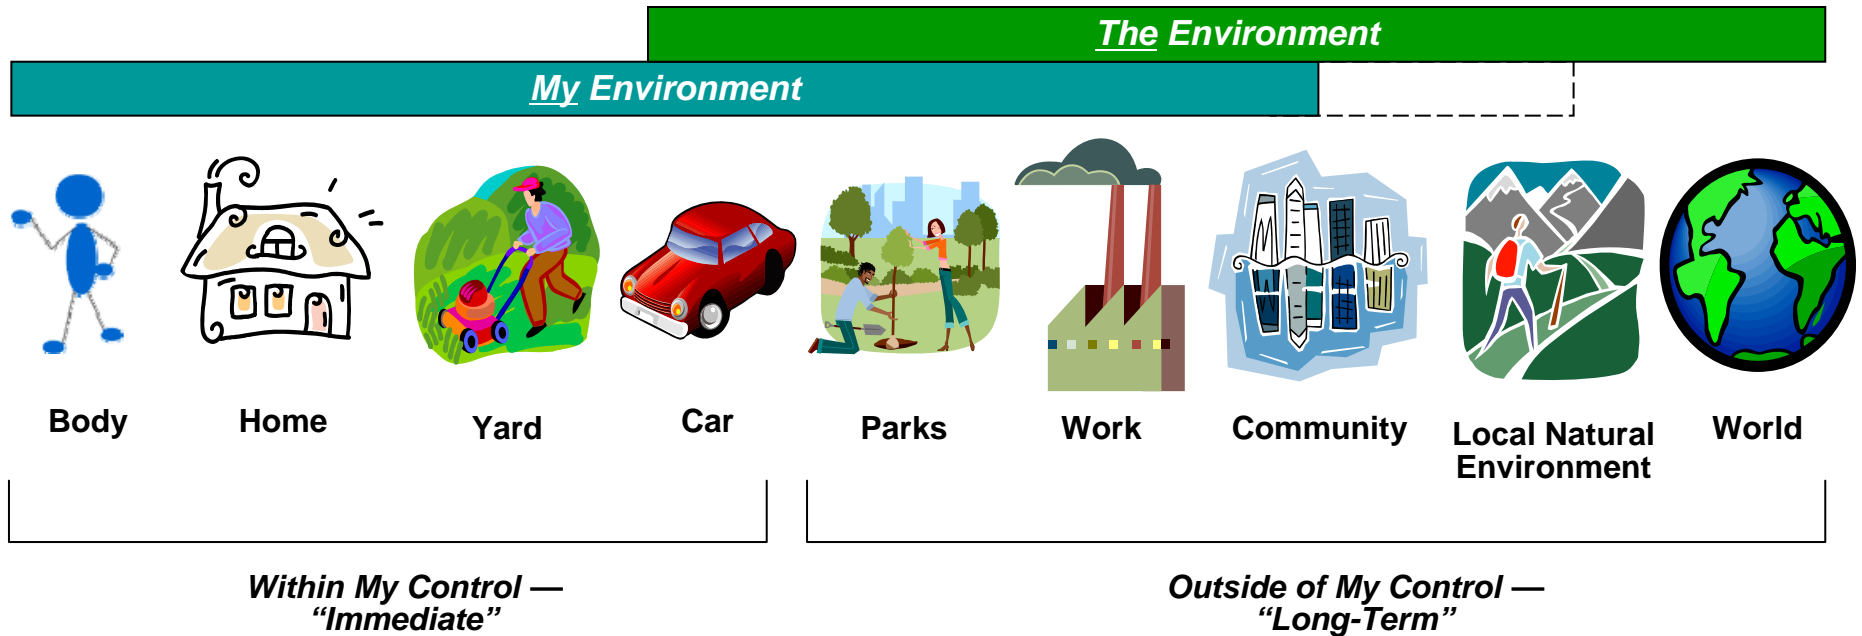 The Environment
My Environment
Body
Home
Yard
Car
Parks
Work
Community
Local Natural
Environment
World
Within My Control —
“Immediate”
Outside of My Control —
“Long-Term”